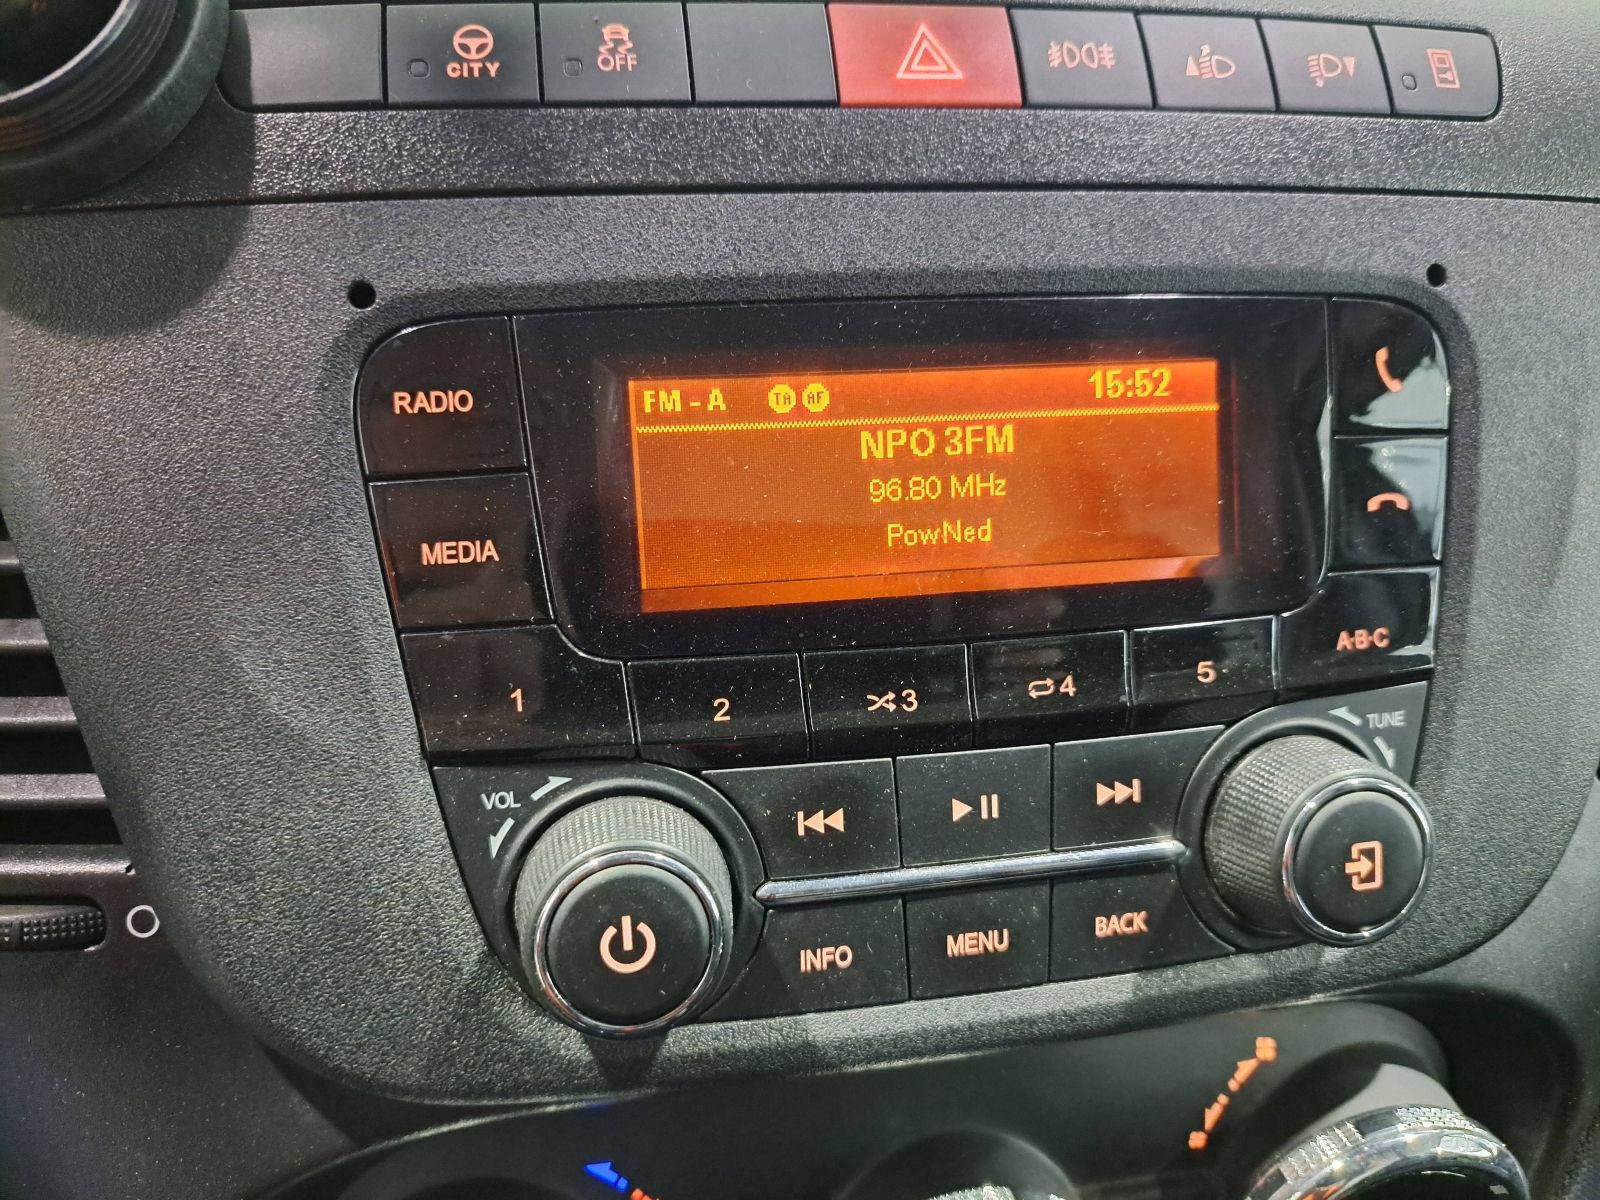 CITY
OFF
RADIO
FM - A TA AF 15:52
NPO 3FM
96.80 MHz
PowNed
MEDIA
1 2 3 4 5 A·B·C
VOL
TUNE
INFO MENU BACK